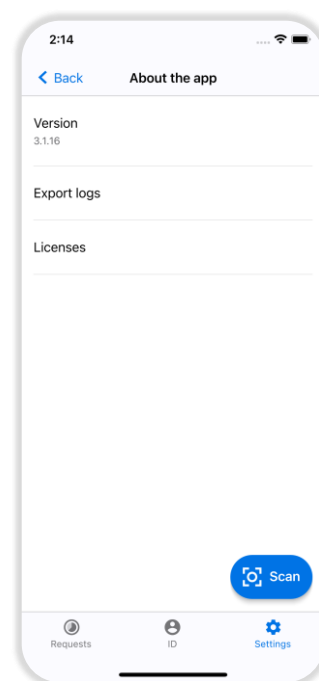 2:14
Back
About the app
Version
3.1.16
Export logs
Licenses
Scan
Requests
ID
Settings